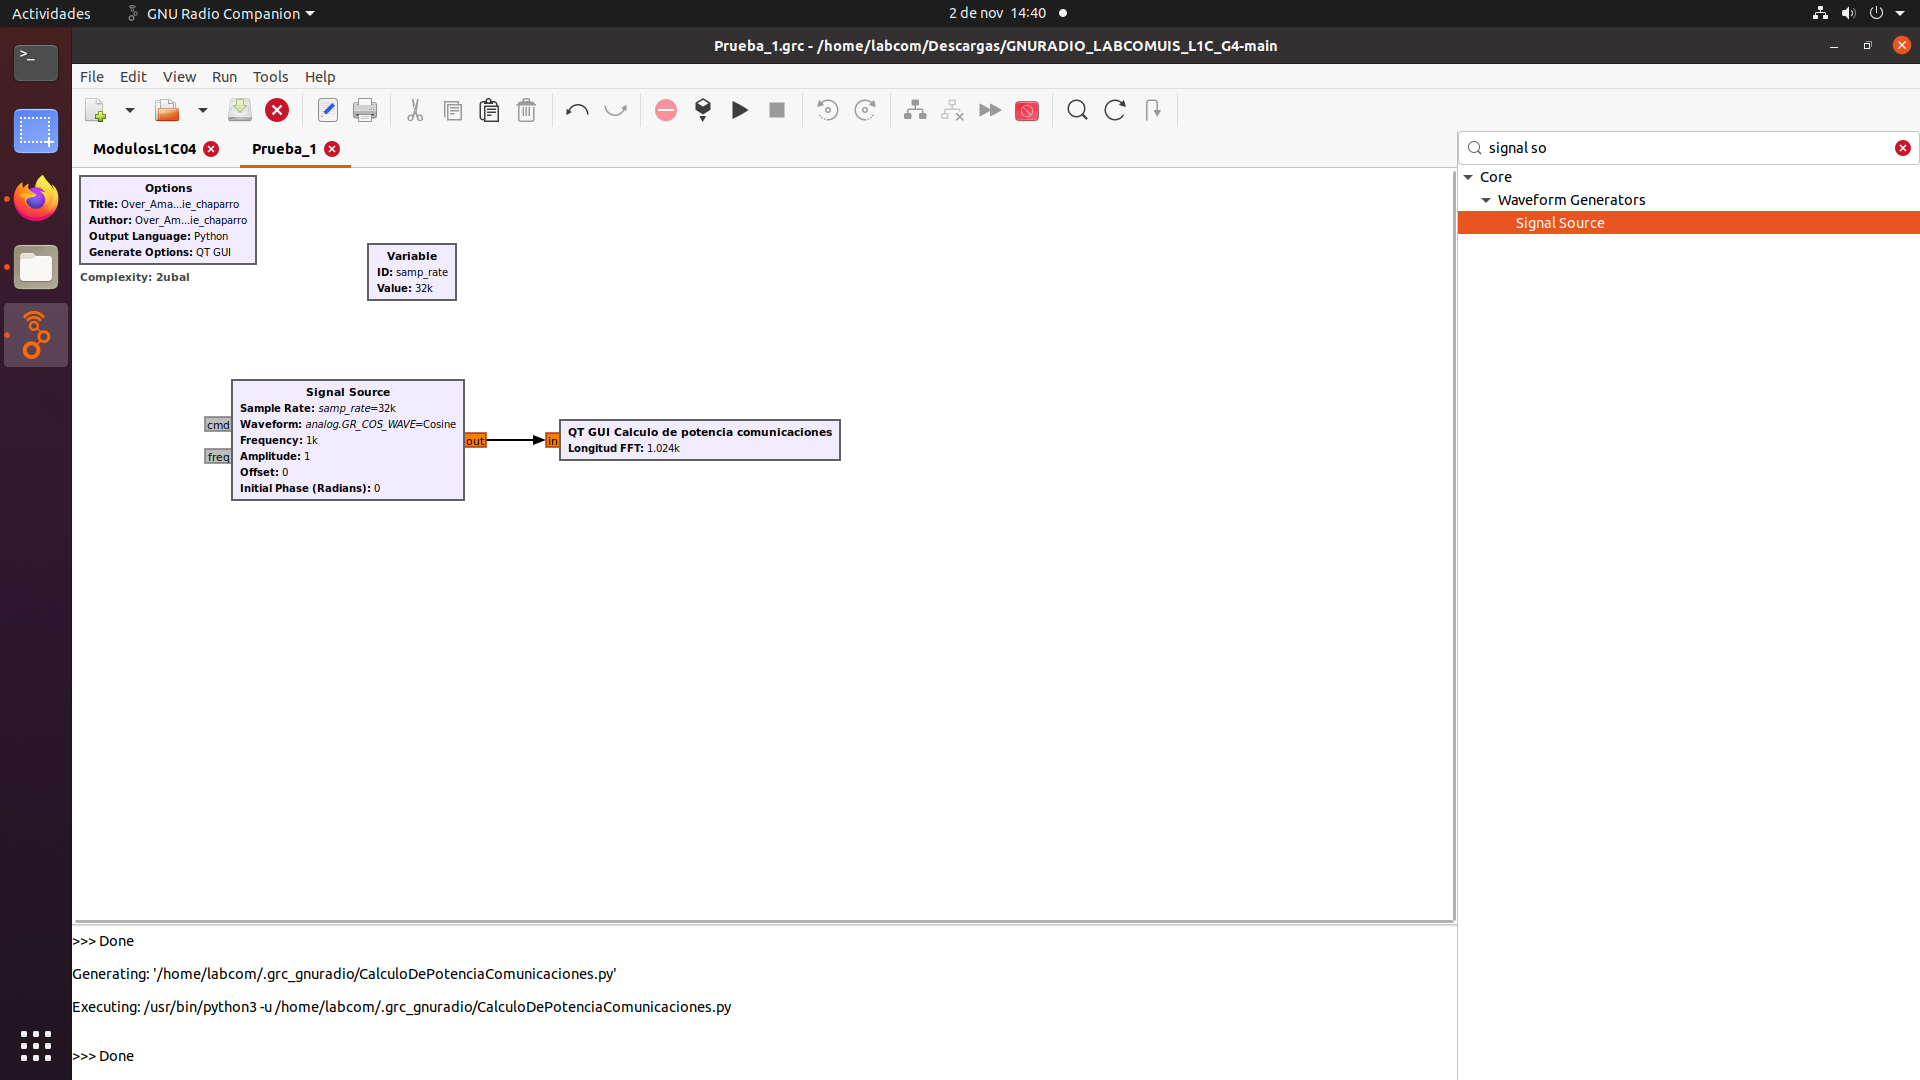 Actividades
GNU Radio Companion
2 de nov 14:40
Prueba_1.grc - /home/labcom/Descargas/GNURADIO_LABCOMUIS_L1C_G4-main
File Edit View Run Tools Help
ModulosL1C04
Prueba_1
signal so
Core
Waveform Generators
Signal Source
Options
Title: Over_Ama...ie_chaparro
Author: Over_Am...ie_chaparro
Output Language: Python
Generate Options: QT GUI
Complexity: 2ubal
Variable
ID: samp_rate
Value: 32k
Signal Source
Sample Rate: samp_rate=32k
Waveform: analog.GR_COS_WAVE=Cosine
Frequency: 1k
Amplitude: 1
Offset: 0
Initial Phase (Radians): 0
cmd
freq
out
in
QT GUI Calculo de potencia comunicaciones
Longitud FFT: 1.024k
>>> Done
Generating: '/home/labcom/.grc_gnuradio/CalculoDePotenciaComunicaciones.py'
Executing: /usr/bin/python3 -u /home/labcom/.grc_gnuradio/CalculoDePotenciaComunicaciones.py
>>> Done